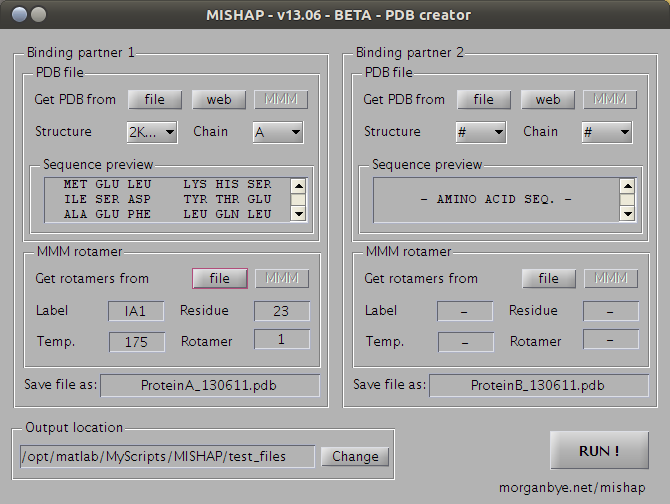 MISHAP - v13.06 - BETA - PDB creator
Binding partner 1
PDB file
Get PDB from file web MMM
Structure 2K... Chain A
Sequence preview
MET GLU LEU LYS HIS SER
ILE SER ASP TYR THR GLU
ALA GLU PHE LEU GLN LEU
MMM rotamer
Get rotamers from file MMM
Label IA1 Residue 23
Temp. 175 Rotamer 1
Save file as: ProteinA_130611.pdb
Binding partner 2
PDB file
Get PDB from file web MMM
Structure # Chain #
Sequence preview
- AMINO ACID SEQ. -
MMM rotamer
Get rotamers from file MMM
Label - Residue -
Temp. - Rotamer -
Save file as: ProteinB_130611.pdb
Output location
/opt/matlab/MyScripts/MISHAP/test_files Change
RUN !
morganbye.net/mishap